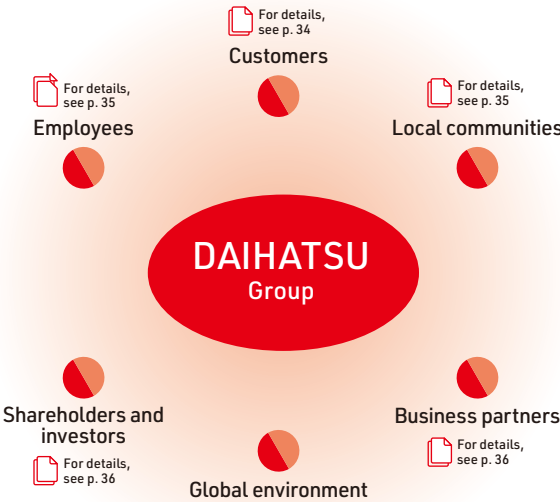 For details,
see p. 34
Customers
For details,
see p. 35
Employees
For details,
see p. 35
Local communities
DAIHATSU
Group
Shareholders and
investors
For details,
see p. 36
Business partners
For details,
see p. 36
Global environment